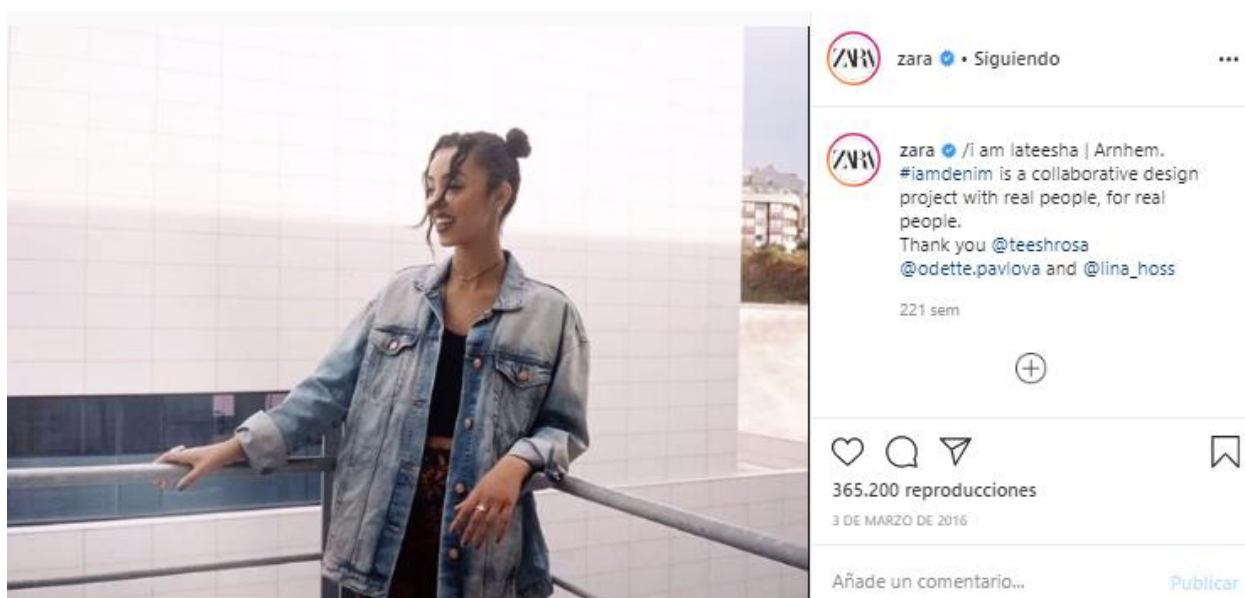 ZARA
zara • Siguiendo
ZARA
zara /i am lateesha | Arnhem.
#iamdenim is a collaborative design
project with real people, for real
people.
Thank you @teeshrosa
@odette.pavlova and @lina_hoss
221 sem
365.200 reproducciones
3 DE MARZO DE 2016
Añade un comentario...
Publicar